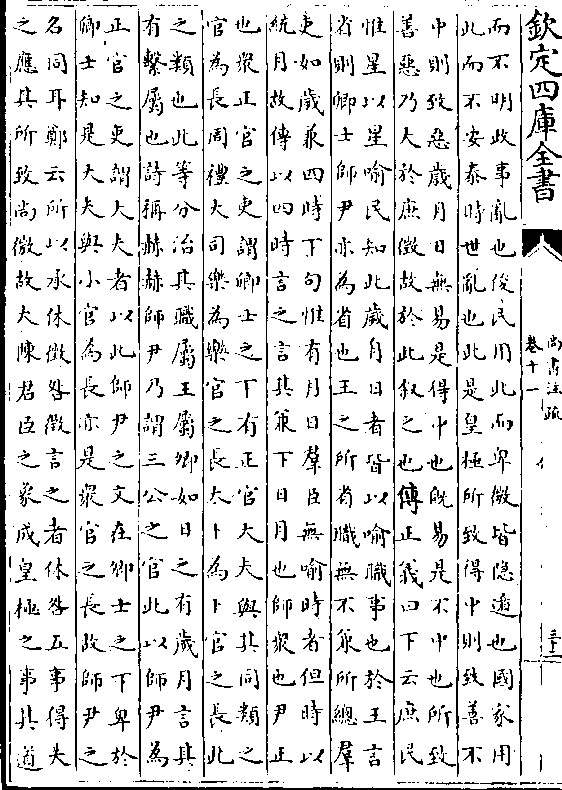 欽定四庫全書
尚書注疏
卷十一
三十二
而不明政事亂也俊民用此而卑微皆隱遁也國家用
此而不安泰時世亂也此是皇極所致得中則致善不
中則致惡歲月日無易是得中也既易是不中也所致
善惡乃大於庶徵故於此叙之也傳正義曰下云庶民
惟星以星喻民知此歲月日者皆以喻職事也於王言
省則卿士師尹亦為省也王之所省職無不兼所總羣
吏如歲兼四時下句惟有月日羣臣無喻時者但時以
統月故傳以四時言之言其兼下日月也師衆也尹正
也衆正官之吏謂卿士之下有正官大夫與其同類之
官為長周禮大司樂為樂官之長大卜為卜官之長此
之類也此等分治其職屬王屬卿如日之有歲月言其
有繫屬也詩稱赫赫師尹乃謂三公之官此以師尹為
正官之吏謂大夫者以此師尹之文在卿士之下卑於
卿士知是大夫與小官為長亦是衆官之長故師尹之
名同耳鄭云所以承休徵咎徵言之者休咎五事得失
之應其所致尚微故大陳君臣之象成皇極之事其道